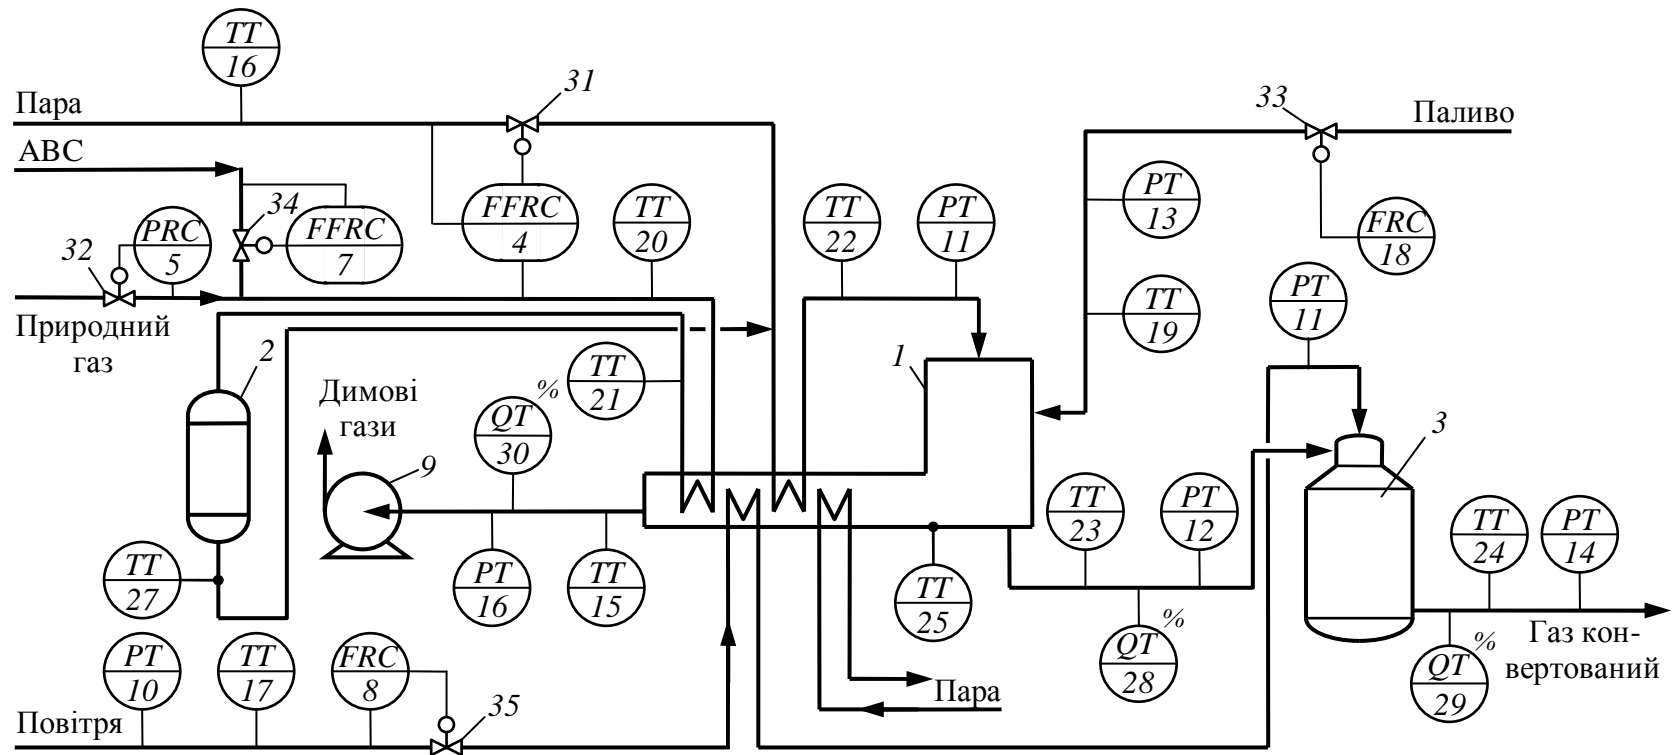 TT
16
31
Пара
33
Паливо
АВС
34
PRC
5
FFRC
7
FFRC
4
TT
20
TT
22
PT
11
PT
13
FRC
18
32
PT
11
Природний
газ
TT
19
2
TT
21
1
Димові
гази
%
QT
30
9
3
TT
23
PT
12
TT
24
PT
14
TT
27
PT
16
TT
15
TT
25
QT
%
28
Газ кон-
вертований
QT
%
29
PT
10
TT
17
FRC
8
Пара
35
Повітря